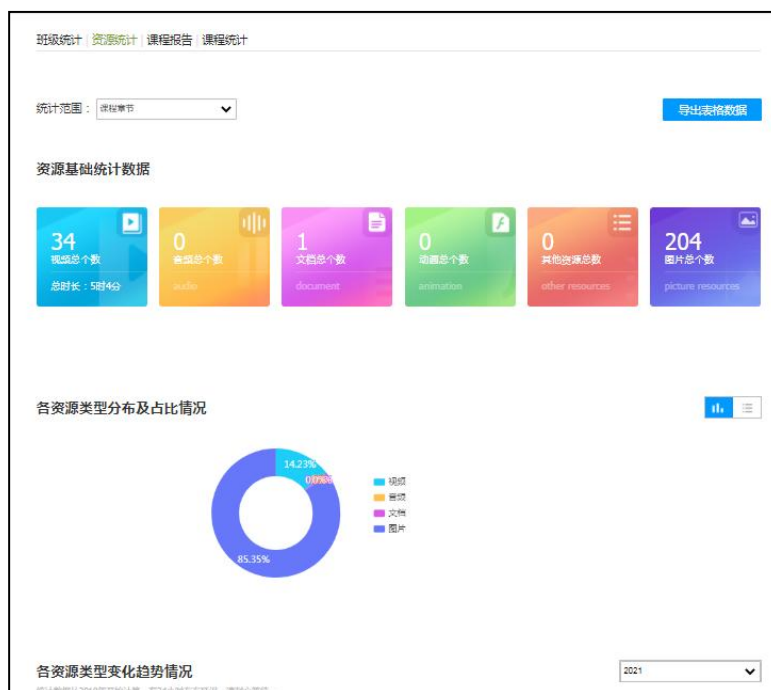 班级统计 | 资源统计 | 课程报告 | 课程统计
统计范围： 课程章节
导出表格数据
资源基础统计数据
34
视频总个数
总时长：5时4分
0
音频总个数
audio
1
文档总个数
document
0
动画总个数
animation
0
其他资源总数
other resources
204
图片总个数
picture resources
各资源类型分布及占比情况
14.23%
85.35%
视频
音频
文档
图片
各资源类型变化趋势情况
2021